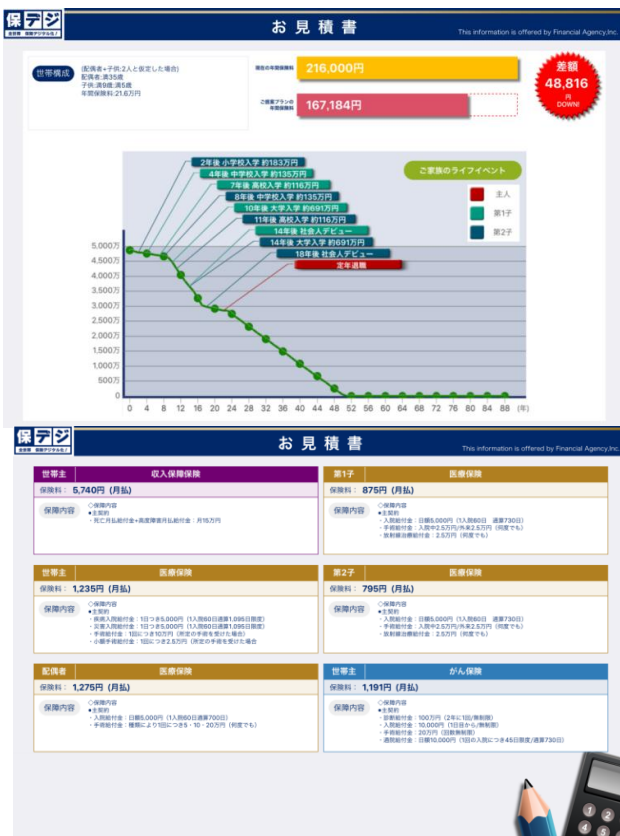 保デジ
全世帯 保険デジタル化！
お見積書
This information is offered by Financial Agency,Inc.
世帯構成
(配偶者+子供:2人と仮定した場合)
配偶者:満35歳
子供:満9歳:満5歳
年間保険料:21.6万円
現在の年間保険料
216,000円
ご提案プランの
年間保険料
167,184円
差額
48,816
円
DOWN!
2年後 小学校入学 約183万円
4年後 中学校入学 約135万円
7年後 高校入学 約116万円
8年後 中学校入学 約135万円
10年後 大学入学 約691万円
11年後 高校入学 約116万円
14年後 社会人デビュー
14年後 大学入学 約691万円
18年後 社会人デビュー
定年退職
ご家族のライフイベント
主人
第1子
第2子
5,000万
4,500万
4,000万
3,500万
3,000万
2,500万
2,000万
1,500万
1,000万
500万
0
0 4 8 12 16 20 24 28 32 36 40 44 48 52 56 60 64 68 72 76 80 84 88 (年)
保デジ
全世帯 保険デジタル化！
お見積書
This information is offered by Financial Agency,Inc.
世帯主 収入保障保険
保険料： 5,740円 (月払)
保障内容
◇保障内容
●主契約
・死亡月払給付金+高度障害月払給付金：月15万円
第1子 医療保険
保険料： 875円 (月払)
保障内容
◇保障内容
●主契約
・入院給付金：日額5,000円（1入院60日 通算730日）
・手術給付金：入院中2.5万円/外来2.5万円（何度でも）
・放射線治療給付金：2.5万円（何度でも）
世帯主 医療保険
保険料： 1,235円 (月払)
保障内容
◇保障内容
●主契約
・疾病入院給付金：1日つき5,000円（1入院60日通算1,095日限度）
・災害入院給付金：1日つき5,000円（1入院60日通算1,095日限度）
・手術給付金：1回につき10万円（所定の手術を受けた場合）
・小額手術給付金：1回につき2.5万円（所定の手術を受けた場合
第2子 医療保険
保険料： 795円 (月払)
保障内容
◇保障内容
●主契約
・入院給付金：日額5,000円（1入院60日 通算730日）
・手術給付金：入院中2.5万円/外来2.5万円（何度でも）
・放射線治療給付金：2.5万円（何度でも）
配偶者 医療保険
保険料： 1,275円 (月払)
保障内容
◇保障内容
●主契約
・入院給付金：日額5,000円（1入院60日通算700日）
・手術給付金：種類により1回につき5・10・20万円（何度でも）
世帯主 がん保険
保険料： 1,191円 (月払)
保障内容
◇保障内容
●主契約
・診断給付金：100万円（2年に1回/無制限）
・入院給付金：10,000円（1日目から/無制限）
・手術給付金：20万円（回数無制限）
・通院給付金：日額10,000円（1回の入院につき45日限度/通算730日）
1 2
4 5